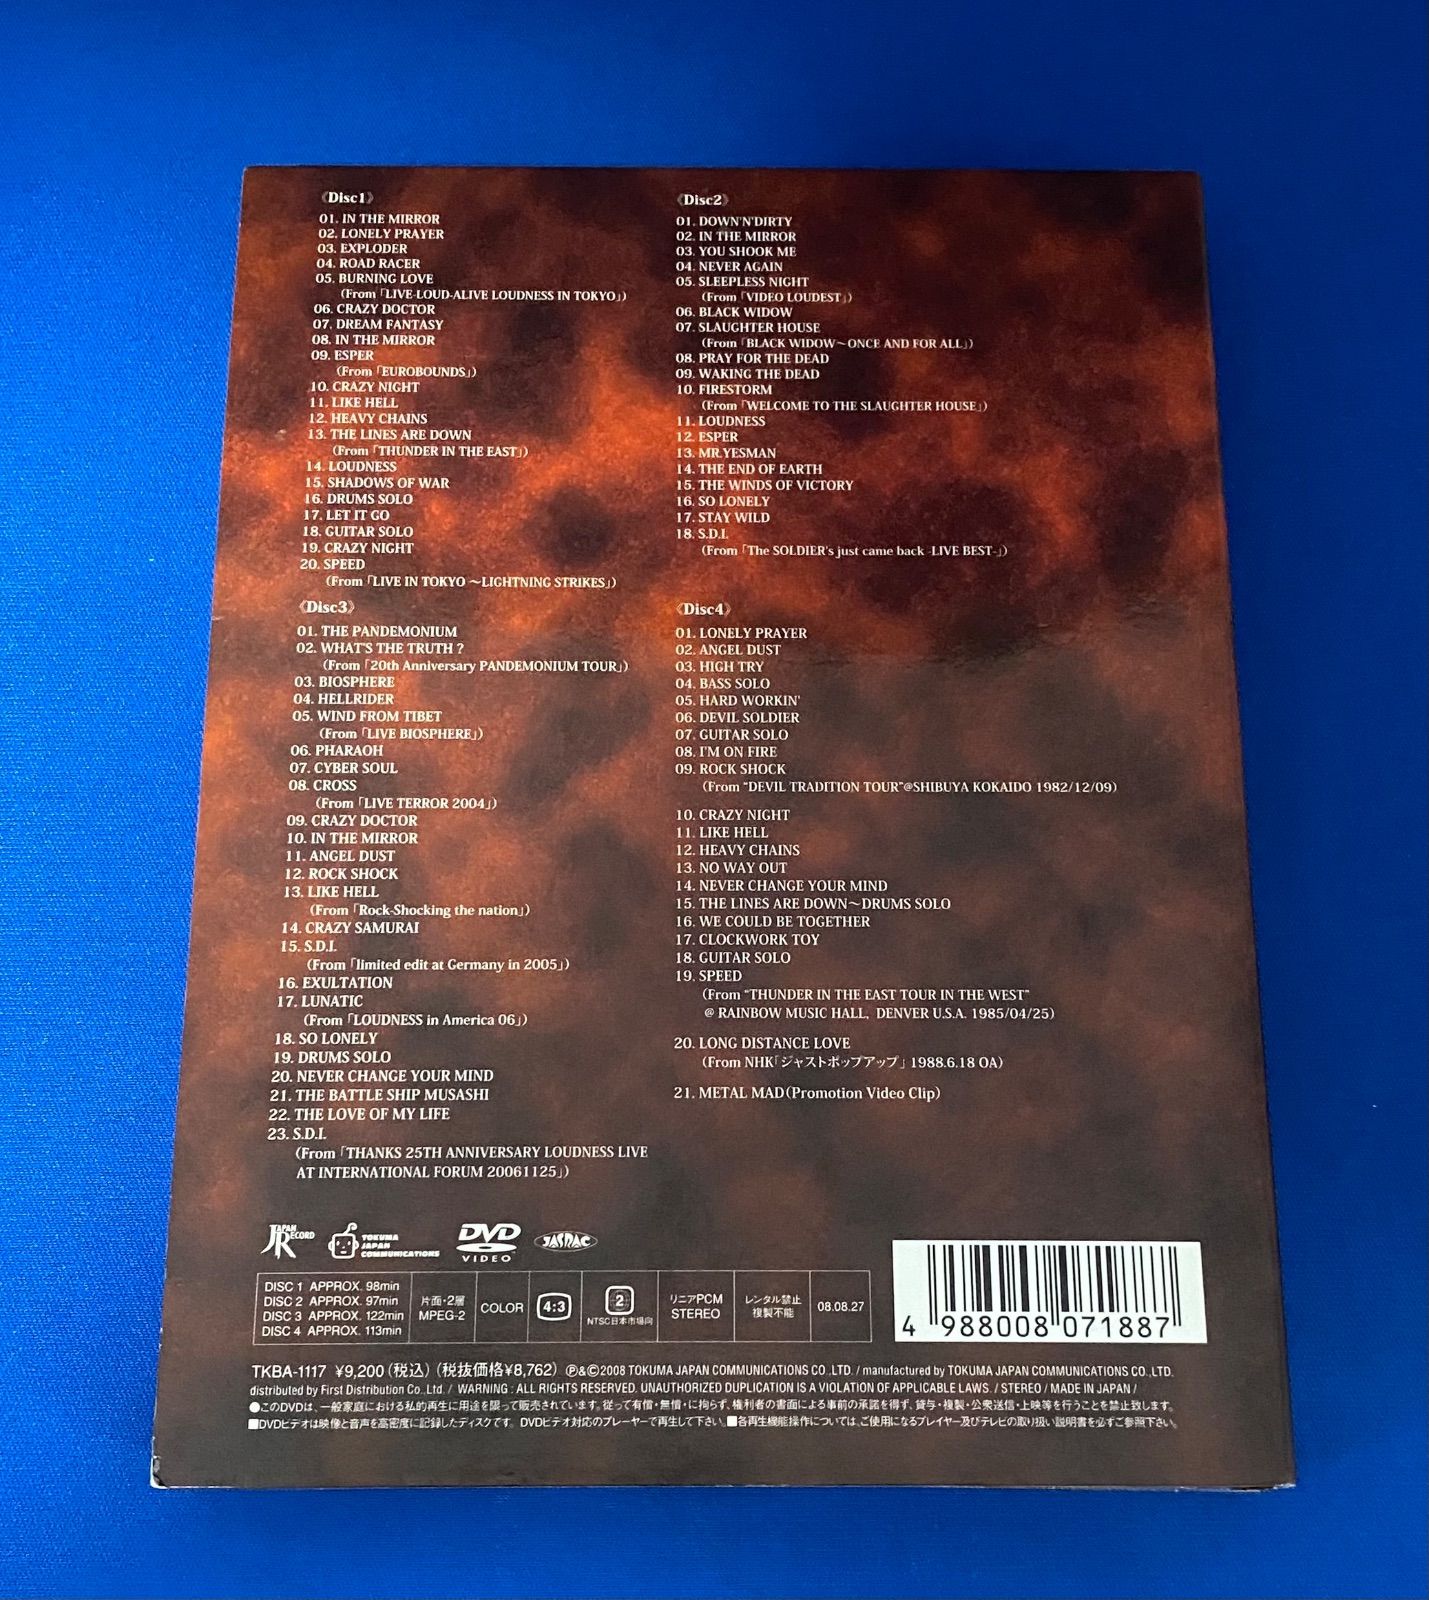 《Disc1》
01. IN THE MIRROR
02. LONELY PRAYER
03. EXPLODER
04. ROAD RACER
05. BURNING LOVE
(From「LIVE-LOUD-ALIVE LOUDNESS IN TOKYO」)
06. CRAZY DOCTOR
07. DREAM FANTASY
08. IN THE MIRROR
09. ESPER
(From「EUROBOUNDS」)
10. CRAZY NIGHT
11. LIKE HELL
12. HEAVY CHAINS
13. THE LINES ARE DOWN
(From「THUNDER IN THE EAST」)
14. LOUDNESS
15. SHADOWS OF WAR
16. DRUMS SOLO
17. LET IT GO
18. GUITAR SOLO
19. CRAZY NIGHT
20. SPEED
(From「LIVE IN TOKYO ～LIGHTNING STRIKES」)
《Disc2》
01. DOWN'N'DIRTY
02. IN THE MIRROR
03. YOU SHOOK ME
04. NEVER AGAIN
05. SLEEPLESS NIGHT
(From「VIDEO LOUDEST」)
06. BLACK WIDOW
07. SLAUGHTER HOUSE
(From「BLACK WIDOW～ONCE AND FOR ALL」)
08. PRAY FOR THE DEAD
09. WAKING THE DEAD
10. FIRESTORM
(From「WELCOME TO THE SLAUGHTER HOUSE」)
11. LOUDNESS
12. ESPER
13. MR.YESMAN
14. THE END OF EARTH
15. THE WINDS OF VICTORY
16. SO LONELY
17. STAY WILD
18. S.D.I.
(From「The SOLDIER's just came back -LIVE BEST-」)
《Disc3》
01. THE PANDEMONIUM
02. WHAT'S THE TRUTH ?
(From「20th Anniversary PANDEMONIUM TOUR」)
03. BIOSPHERE
04. HELLRIDER
05. WIND FROM TIBET
(From「LIVE BIOSPHERE」)
06. PHARAOH
07. CYBER SOUL
08. CROSS
(From「LIVE TERROR 2004」)
09. CRAZY DOCTOR
10. IN THE MIRROR
11. ANGEL DUST
12. ROCK SHOCK
13. LIKE HELL
(From「Rock-Shocking the nation」)
14. CRAZY SAMURAI
15. S.D.I.
(From「limited edit at Germany in 2005」)
16. EXULTATION
17. LUNATIC
(From「LOUDNESS in America 06」)
18. SO LONELY
19. DRUMS SOLO
20. NEVER CHANGE YOUR MIND
21. THE BATTLE SHIP MUSASHI
22. THE LOVE OF MY LIFE
23. S.D.I.
(From「THANKS 25TH ANNIVERSARY LOUDNESS LIVE
AT INTERNATIONAL FORUM 20061125」)
《Disc4》
01. LONELY PRAYER
02. ANGEL DUST
03. HIGH TRY
04. BASS SOLO
05. HARD WORKIN'
06. DEVIL SOLDIER
07. GUITAR SOLO
08. I'M ON FIRE
09. ROCK SHOCK
(From "DEVIL TRADITION TOUR"@SHIBUYA KOKAIDO 1982/12/09)
10. CRAZY NIGHT
11. LIKE HELL
12. HEAVY CHAINS
13. NO WAY OUT
14. NEVER CHANGE YOUR MIND
15. THE LINES ARE DOWN～DRUMS SOLO
16. WE COULD BE TOGETHER
17. CLOCKWORK TOY
18. GUITAR SOLO
19. SPEED
(From "THUNDER IN THE EAST TOUR IN THE WEST"
@ RAINBOW MUSIC HALL, DENVER U.S.A. 1985/04/25)
20. LONG DISTANCE LOVE
(From NHK「ジャストポップアップ」 1988.6.18 OA)
21. METAL MAD(Promotion Video Clip)
JAPAN RECORD
TOKUMA JAPAN COMMUNICATIONS
DVD VIDEO
JASRAC
DISC 1 APPROX. 98min
DISC 2 APPROX. 97min
DISC 3 APPROX. 122min
DISC 4 APPROX. 113min
片面・2層 MPEG-2
COLOR
4:3
2 NTSC日本市場向
リニアPCM STEREO
レンタル禁止 複製不能
08.08.27
4 988008 071887
TKBA-1117 ¥9,200(税込)(税抜価格¥8,762) Ⓟ&©2008 TOKUMA JAPAN COMMUNICATIONS CO.,LTD. / manufactured by TOKUMA JAPAN COMMUNICATIONS CO.,LTD.
distributed by First Distribution Co.,Ltd. / WARNING : ALL RIGHTS RESERVED. UNAUTHORIZED DUPLICATION IS A VIOLATION OF APPLICABLE LAWS. / STEREO / MADE IN JAPAN /
●このDVDは、一般家庭における私的再生に用途を限って販売されています。従って有償・無償・に拘らず、権利者の書面による事前の承諾を得ず、貸与・複製・公衆送信・上映等を行うことを禁止致します。
■DVDビデオは映像と音声を高密度に記録したディスクです。DVDビデオ対応のプレーヤーで再生して下さい。■各再生機能操作については、ご使用になるプレイヤー及びテレビの取り扱い説明書を必ずご参照下さい。